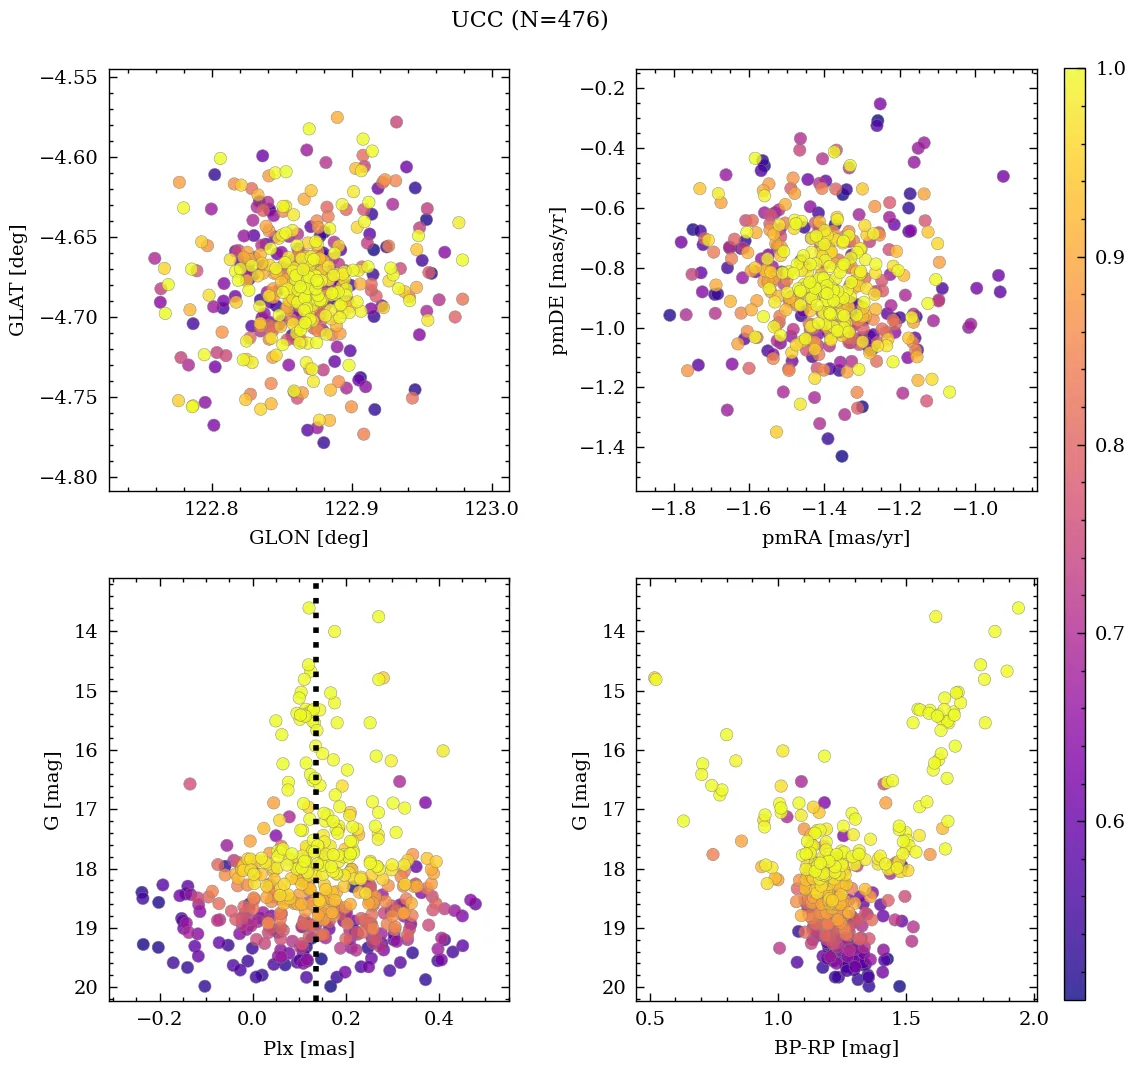 UCC (N=476)
−4.55
−4.60
−4.65
−4.70
−4.75
−4.80
GLAT [deg]
122.8 122.9 123.0
GLON [deg]
−0.2
−0.4
−0.6
−0.8
−1.0
−1.2
−1.4
pmDE [mas/yr]
−1.8 −1.6 −1.4 −1.2 −1.0
pmRA [mas/yr]
1.0
0.9
0.8
0.7
0.6
14
15
16
17
18
19
20
G [mag]
−0.2 0.0 0.2 0.4
Plx [mas]
14
15
16
17
18
19
20
G [mag]
0.5 1.0 1.5 2.0
BP-RP [mag]